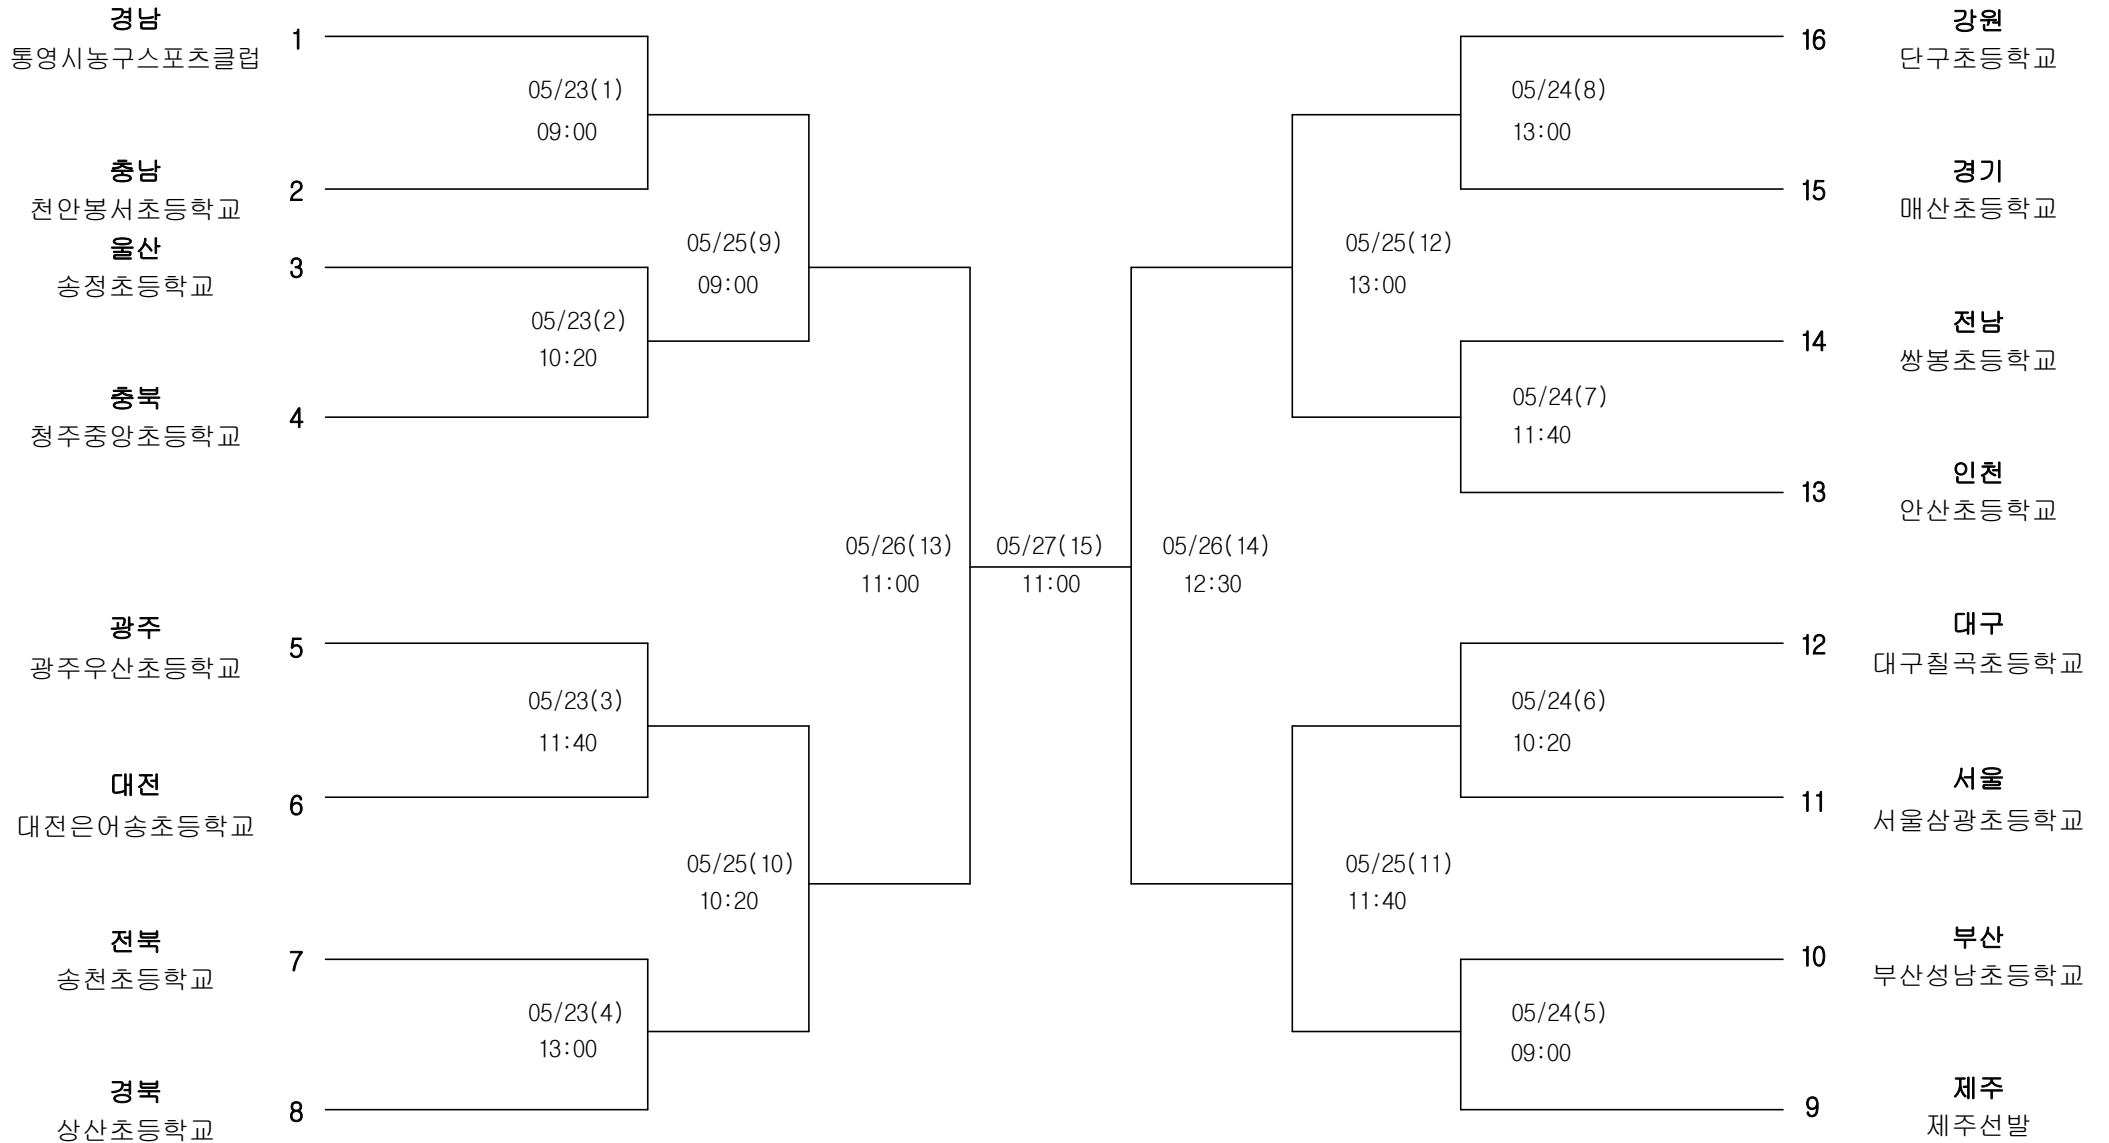 경남
통영시농구스포츠클럽
1
05/23(1)
09:00
충남
천안봉서초등학교
2
울산
송정초등학교
3
05/25(9)
09:00
05/23(2)
10:20
충북
청주중앙초등학교
4
05/26(13)
11:00
광주
광주우산초등학교
5
05/23(3)
11:40
대전
대전은어송초등학교
6
05/25(10)
10:20
전북
송천초등학교
7
05/23(4)
13:00
경북
상산초등학교
8
05/27(15)
11:00
16
강원
단구초등학교
05/24(8)
13:00
15
경기
매산초등학교
05/25(12)
13:00
14
전남
쌍봉초등학교
05/24(7)
11:40
13
인천
안산초등학교
05/26(14)
12:30
12
대구
대구칠곡초등학교
05/24(6)
10:20
11
서울
서울삼광초등학교
05/25(11)
11:40
10
부산
부산성남초등학교
05/24(5)
09:00
9
제주
제주선발